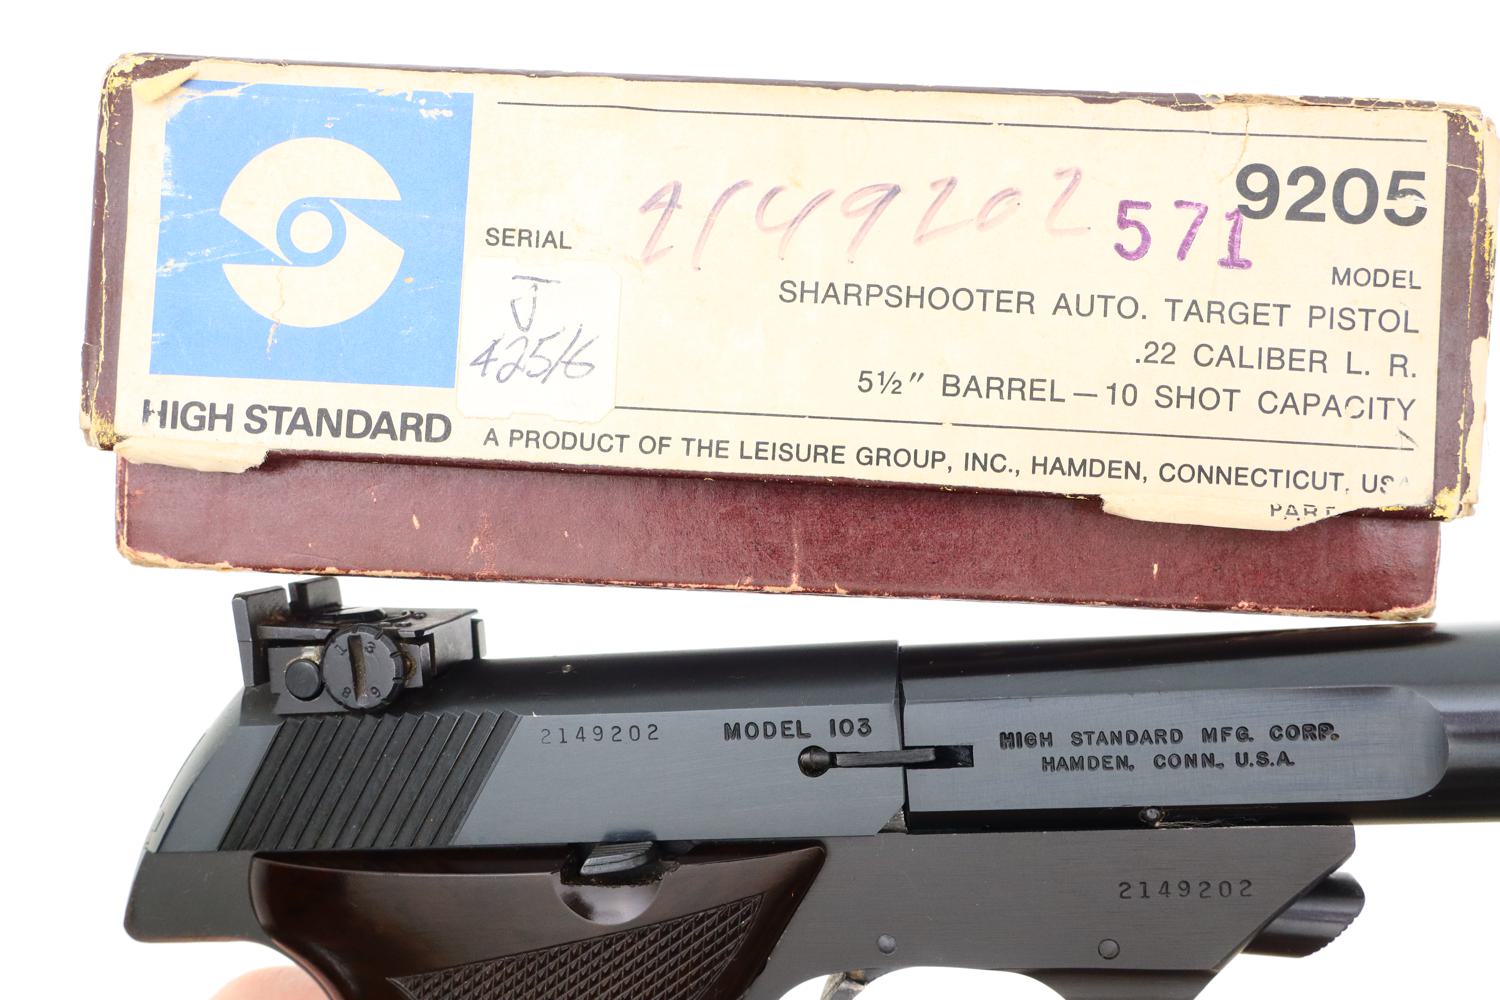 9205
SERIAL 2149202 571
MODEL
SHARPSHOOTER AUTO. TARGET PISTOL
.22 CALIBER L. R.
5½″ BARREL—10 SHOT CAPACITY
J
425/6
HIGH STANDARD
A PRODUCT OF THE LEISURE GROUP, INC., HAMDEN, CONNECTICUT, USA
2149202
MODEL 103
HIGH STANDARD MFG. CORP.
HAMDEN, CONN., U.S.A.
2149202